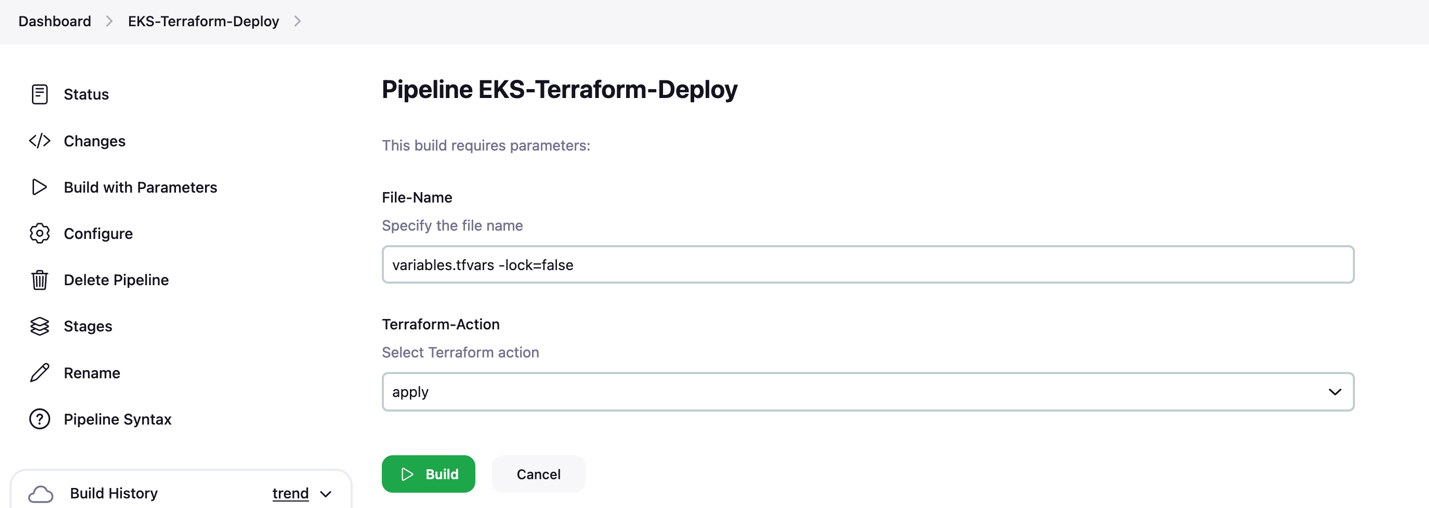 Dashboard > EKS-Terraform-Deploy >
Status
Changes
Build with Parameters
Configure
Delete Pipeline
Stages
Rename
Pipeline Syntax
Build History trend
Pipeline EKS-Terraform-Deploy
This build requires parameters:
File-Name
Specify the file name
variables.tfvars -lock=false
Terraform-Action
Select Terraform action
apply
Build Cancel